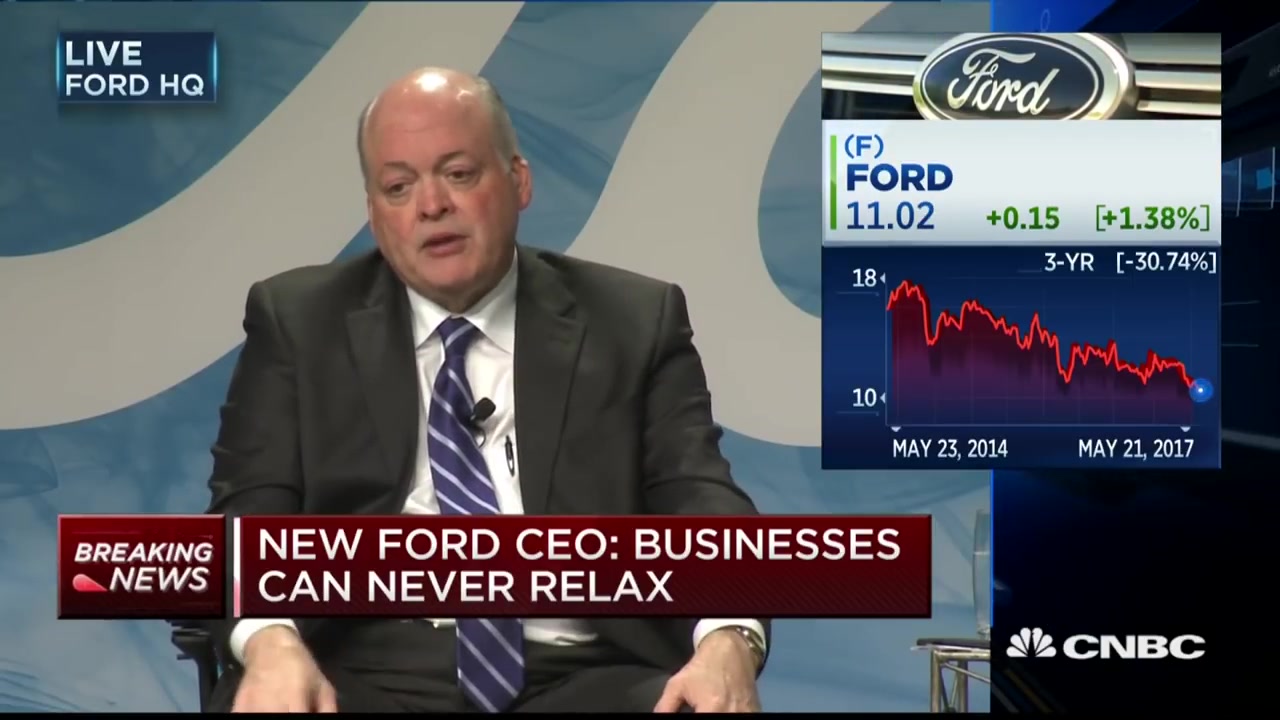 LIVE
FORD HQ
Ford
(F)
FORD
11.02 +0.15 [+1.38%]
3-YR [-30.74%]
18
10
MAY 23, 2014 MAY 21, 2017
BREAKING
NEWS
NEW FORD CEO: BUSINESSES
CAN NEVER RELAX
CNBC